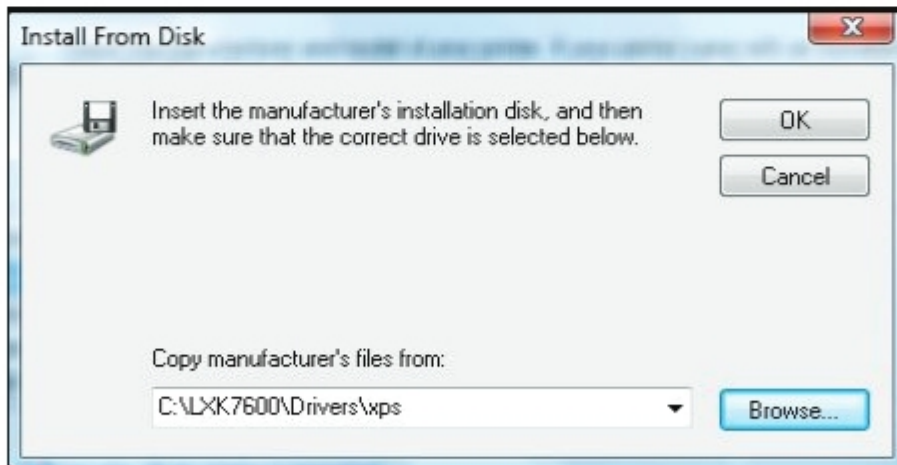 Install From Disk
Insert the manufacturer's installation disk, and then
make sure that the correct drive is selected below.
OK
Cancel
Copy manufacturer's files from:
C:\LXK7600\Drivers\xps
Browse...